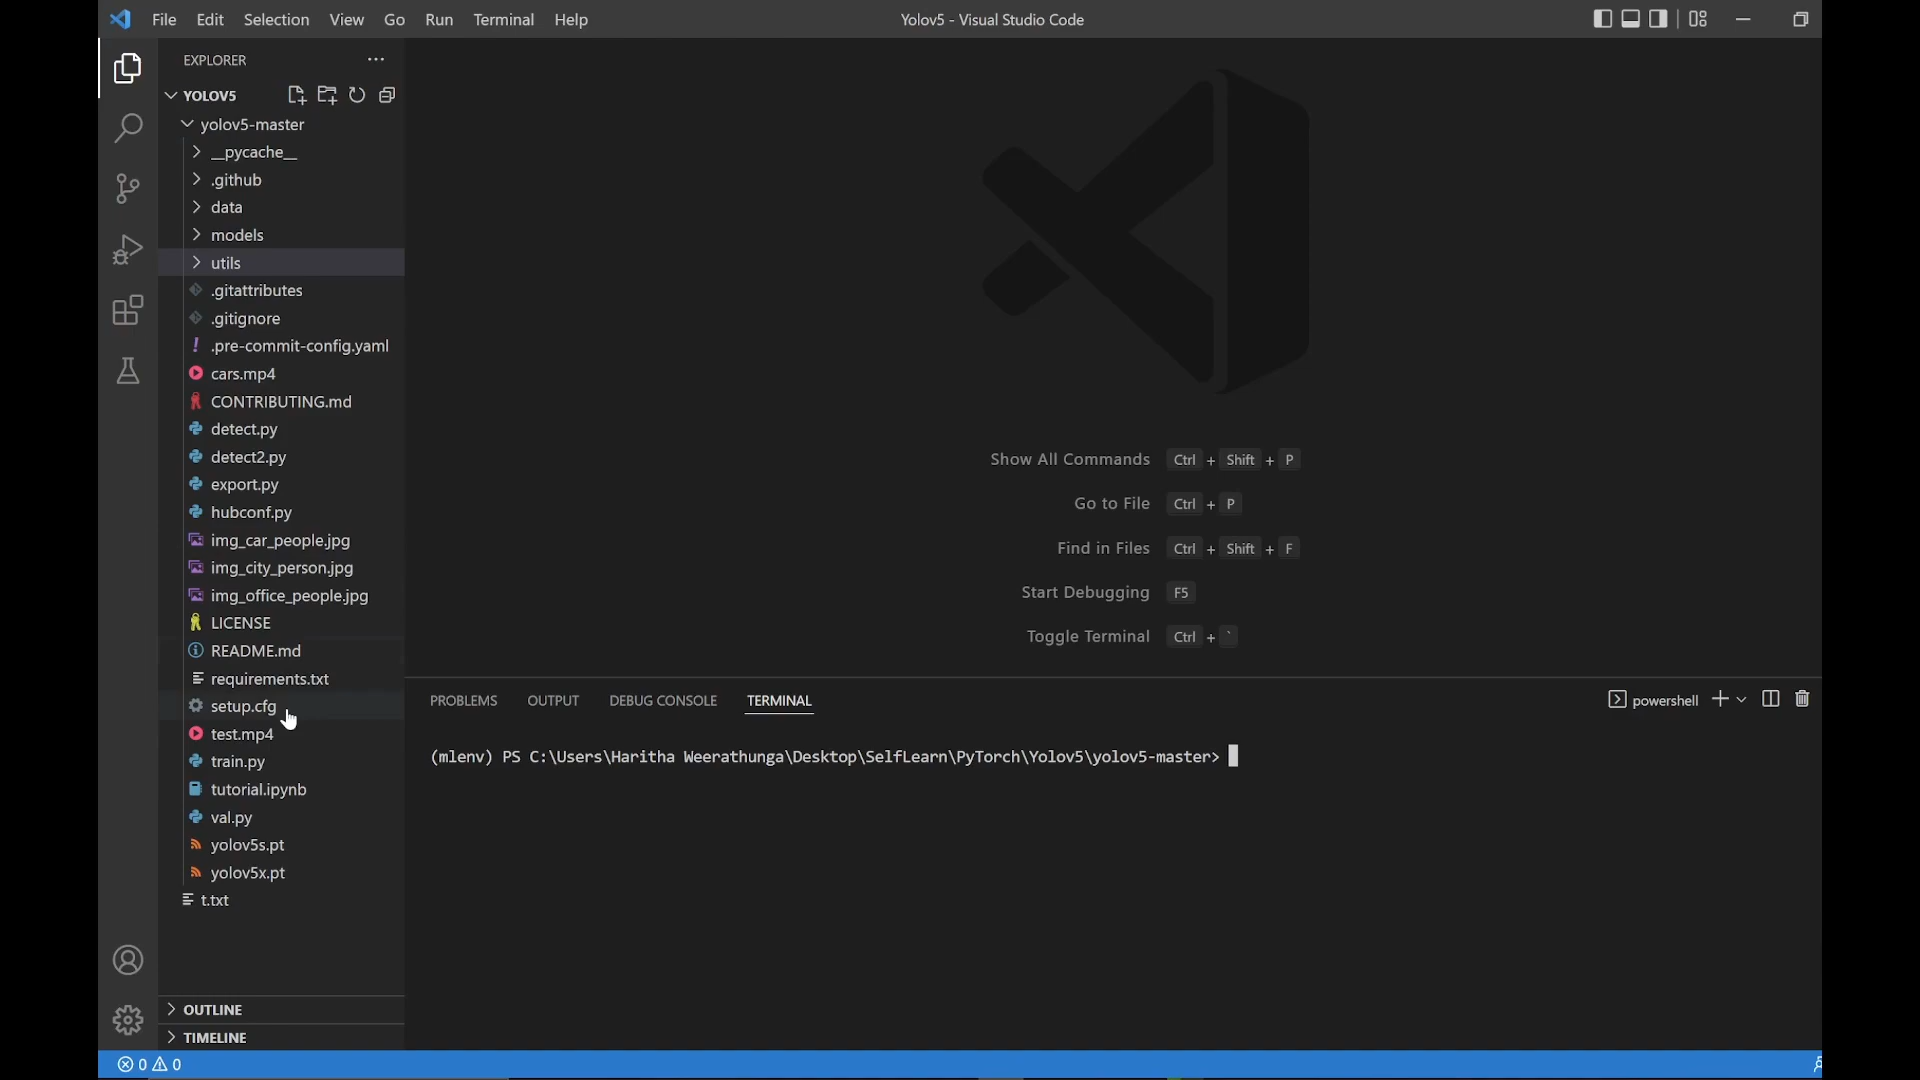 File Edit Selection View Go Run Terminal Help
Yolov5 - Visual Studio Code
EXPLORER
YOLOV5
yolov5-master
__pycache__
.github
data
models
utils
.gitattributes
.gitignore
! .pre-commit-config.yaml
cars.mp4
CONTRIBUTING.md
detect.py
detect2.py
export.py
hubconf.py
img_car_people.jpg
img_city_person.jpg
img_office_people.jpg
LICENSE
README.md
requirements.txt
setup.cfg
test.mp4
train.py
tutorial.ipynb
val.py
yolov5s.pt
yolov5x.pt
t.txt
OUTLINE
TIMELINE
Show All Commands Ctrl + Shift + P
Go to File Ctrl + P
Find in Files Ctrl + Shift + F
Start Debugging F5
Toggle Terminal Ctrl + `
PROBLEMS OUTPUT DEBUG CONSOLE TERMINAL
powershell
(mlenv) PS C:\Users\Haritha Weerathunga\Desktop\SelfLearn\PyTorch\Yolov5\yolov5-master>
0 0